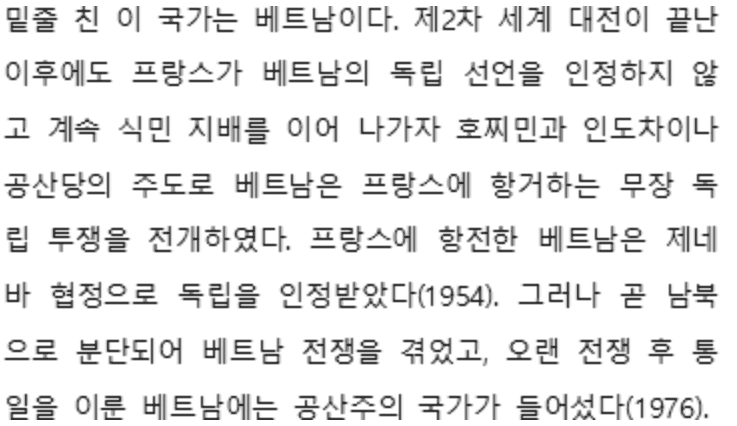 밑줄 친 이 국가는 베트남이다. 제2차 세계 대전이 끝난
이후에도 프랑스가 베트남의 독립 선언을 인정하지 않
고 계속 식민 지배를 이어 나가자 호찌민과 인도차이나
공산당의 주도로 베트남은 프랑스에 항거하는 무장 독
립 투쟁을 전개하였다. 프랑스에 항전한 베트남은 제네
바 협정으로 독립을 인정받았다(1954). 그러나 곧 남북
으로 분단되어 베트남 전쟁을 겪었고, 오랜 전쟁 후 통
일을 이룬 베트남에는 공산주의 국가가 들어섰다(1976).